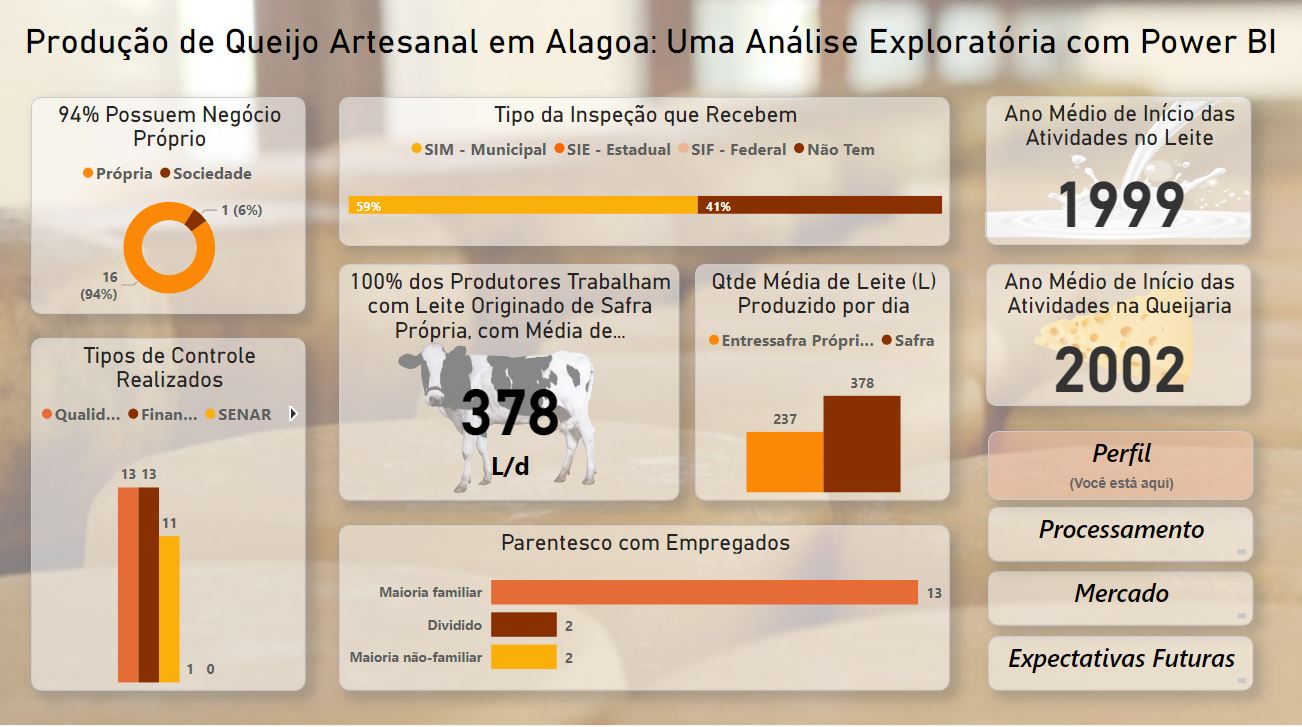 Produção de Queijo Artesanal em Alagoa: Uma Análise Exploratória com Power BI
94% Possuem Negócio
Próprio
Própria Sociedade
1 (6%)
16
(94%)
Tipos de Controle
Realizados
Qualid... Finan... SENAR
13 13
11
1 0
Tipo da Inspeção que Recebem
SIM - Municipal SIE - Estadual SIF - Federal Não Tem
59% 41%
100% dos Produtores Trabalham
com Leite Originado de Safra
Própria, com Média de...
378
L/d
Qtde Média de Leite (L)
Produzido por dia
Entressafra Própri... Safra
378
237
Parentesco com Empregados
Maioria familiar 13
Dividido 2
Maioria não-familiar 2
Ano Médio de Início das
Atividades no Leite
1999
Ano Médio de Início das
Atividades na Queijaria
2002
Perfil
(Você está aqui)
Processamento
Mercado
Expectativas Futuras